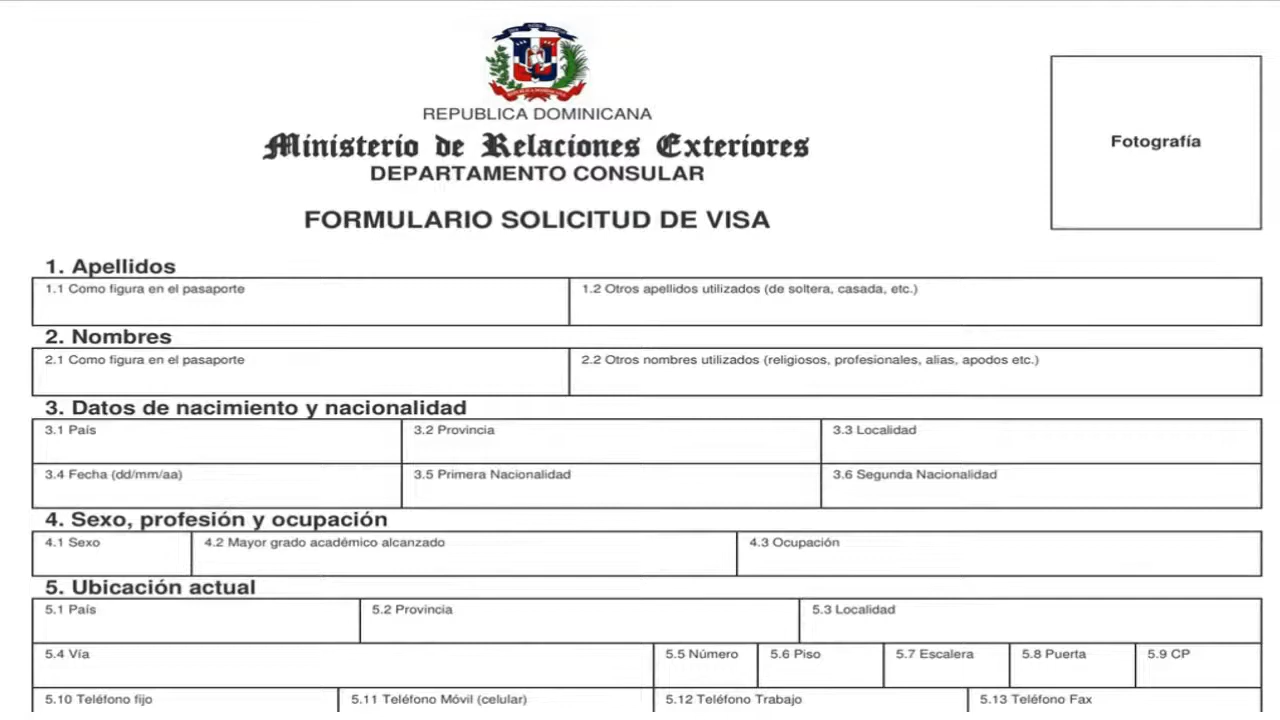 REPUBLICA DOMINICANA
Ministerio de Relaciones Exteriores
DEPARTAMENTO CONSULAR
Fotografía
FORMULARIO SOLICITUD DE VISA
1. Apellidos
1.1 Como figura en el pasaporte 1.2 Otros apellidos utilizados (de soltera, casada, etc.)
2. Nombres
2.1 Como figura en el pasaporte 2.2 Otros nombres utilizados (religiosos, profesionales, alias, apodos etc.)
3. Datos de nacimiento y nacionalidad
3.1 País 3.2 Provincia 3.3 Localidad
3.4 Fecha (dd/mm/aa) 3.5 Primera Nacionalidad 3.6 Segunda Nacionalidad
4. Sexo, profesión y ocupación
4.1 Sexo 4.2 Mayor grado académico alcanzado 4.3 Ocupación
5. Ubicación actual
5.1 País 5.2 Provincia 5.3 Localidad
5.4 Vía 5.5 Número 5.6 Piso 5.7 Escalera 5.8 Puerta 5.9 CP
5.10 Teléfono fijo 5.11 Teléfono Móvil (celular) 5.12 Teléfono Trabajo 5.13 Teléfono Fax